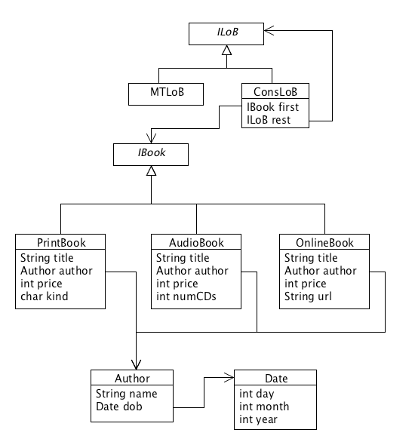 ILoB
MTLoB
ConsLoB
IBook first
ILoB rest
IBook
PrintBook
String title
Author author
int price
char kind
AudioBook
String title
Author author
int price
int numCDs
OnlineBook
String title
Author author
int price
String url
Author
String name
Date dob
Date
int day
int month
int year